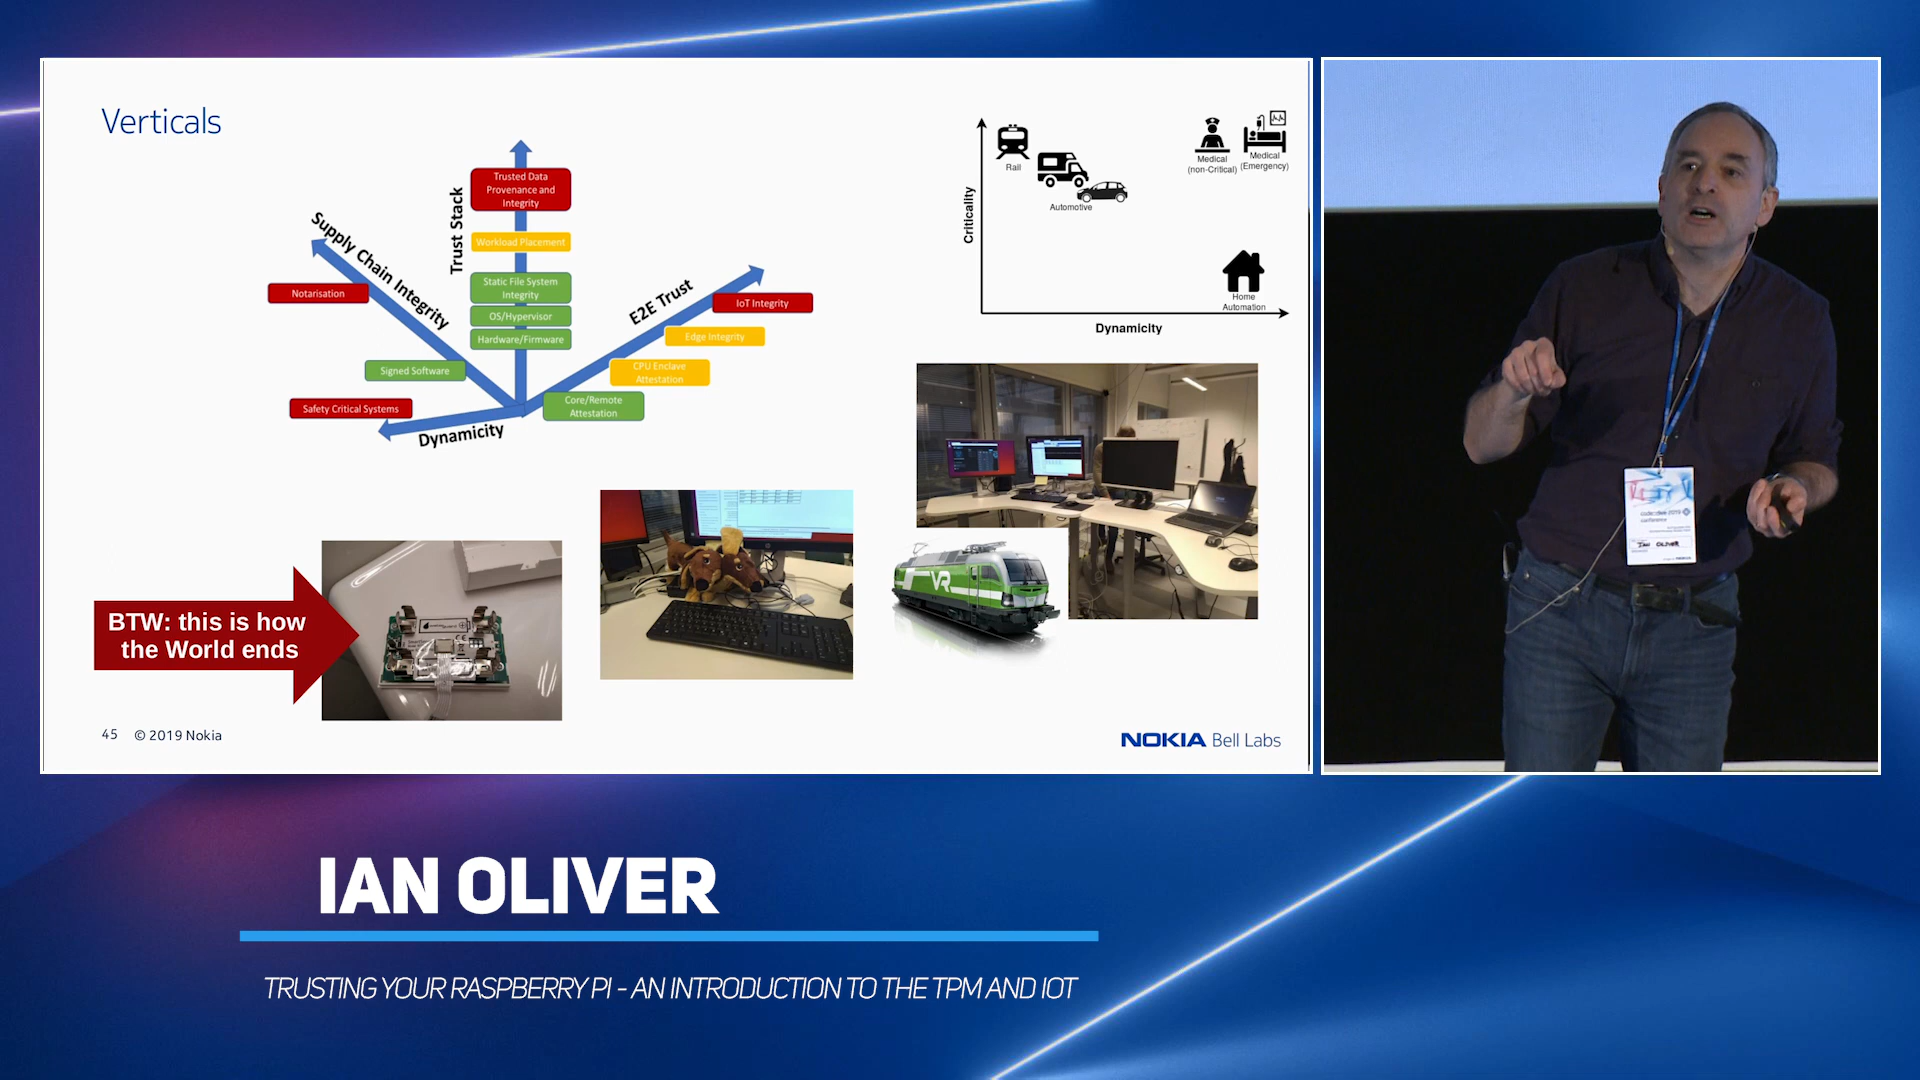 Verticals
Trust Stack
Trusted Data
Provenance and
Integrity
Workload Placement
Static File System
Integrity
OS/Hypervisor
Hardware/Firmware
Supply Chain Integrity
Notarisation
Signed Software
E2E Trust
IoT Integrity
Edge Integrity
CPU Enclave
Attestation
Core/Remote
Attestation
Safety Critical Systems
Dynamicity
Criticality
Rail
Automotive
Medical
(non-Critical)
Medical
(Emergency)
Home
Automation
Dynamicity
VR
BTW: this is how
the World ends
45 © 2019 Nokia
NOKIA Bell Labs
conference
IAN OLIVER
IAN OLIVER
TRUSTING YOUR RASPBERRY PI - AN INTRODUCTION TO THE TPM AND IOT